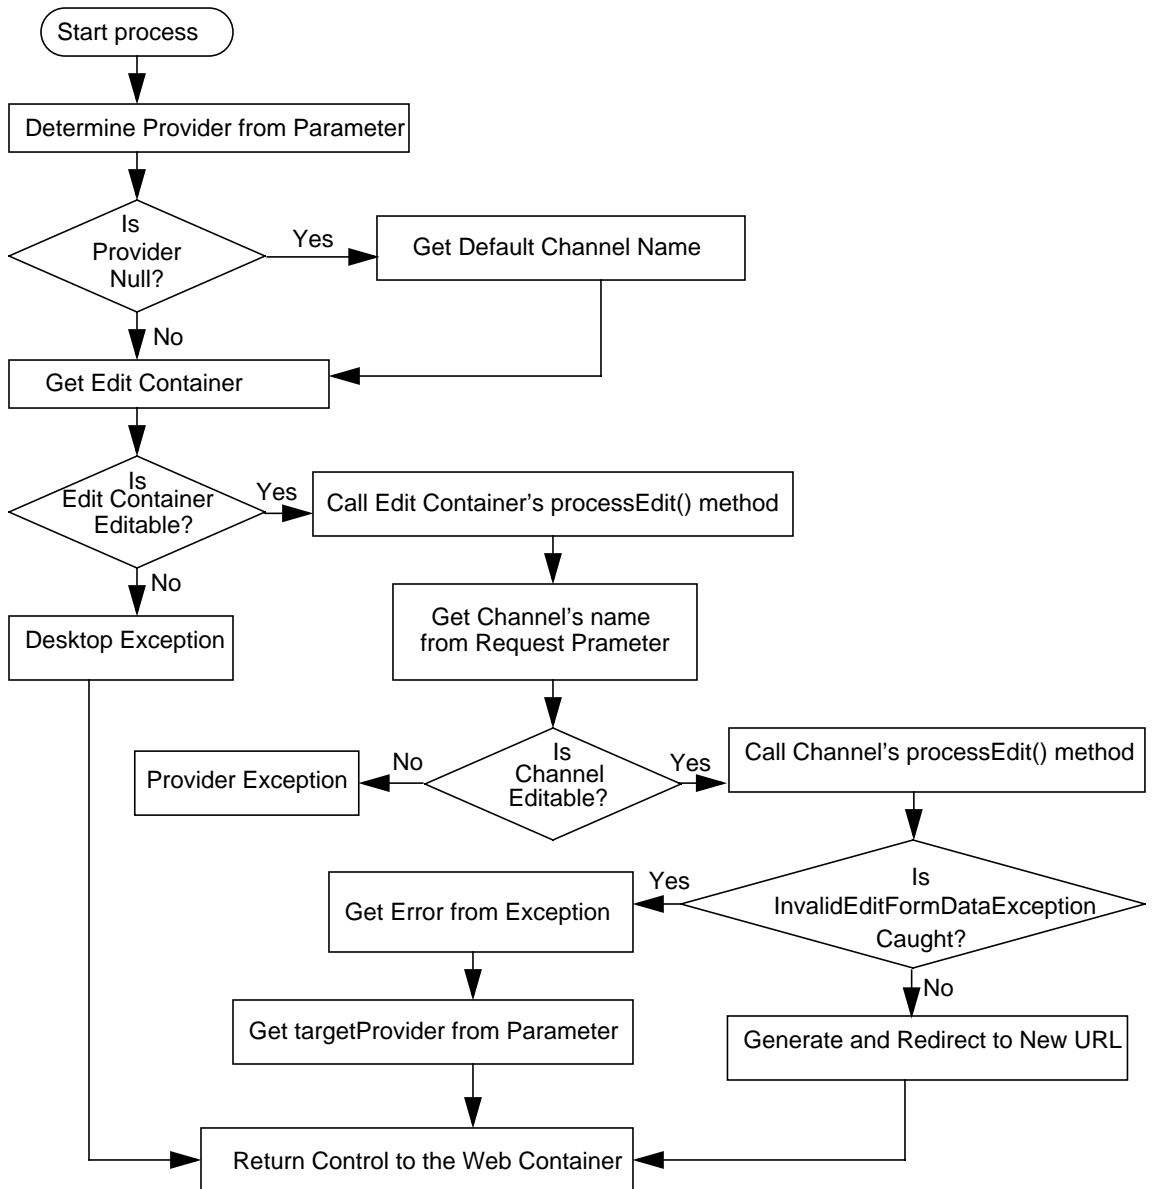 Start process
Determine Provider from Parameter
Is
Provider
Null?
Yes
Get Default Channel Name
No
Get Edit Container
Is
Edit Container
Editable?
Yes
Call Edit Container's processEdit() method
No
Desktop Exception
Get Channel's name
from Request Prameter
Is
Channel
Editable?
No
Provider Exception
Yes
Call Channel's processEdit() method
Is
InvalidEditFormDataException
Caught?
Yes
Get Error from Exception
No
Get targetProvider from Parameter
Generate and Redirect to New URL
Return Control to the Web Container